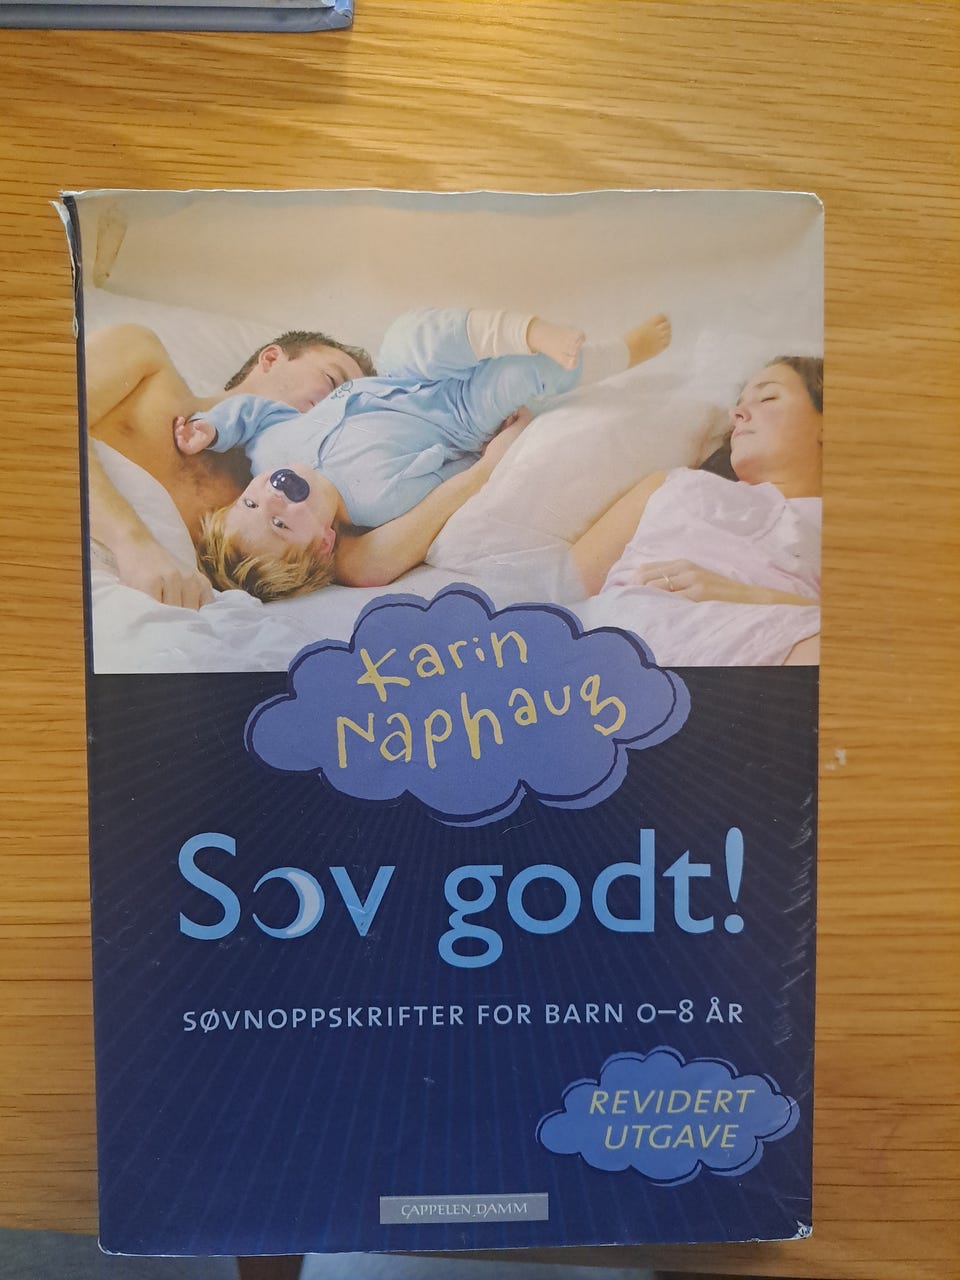 Karin
Naphaug
Sov godt!
SØVNOPPSKRIFTER FOR BARN 0–8 ÅR
REVIDERT
UTGAVE
CAPPELEN DAMM